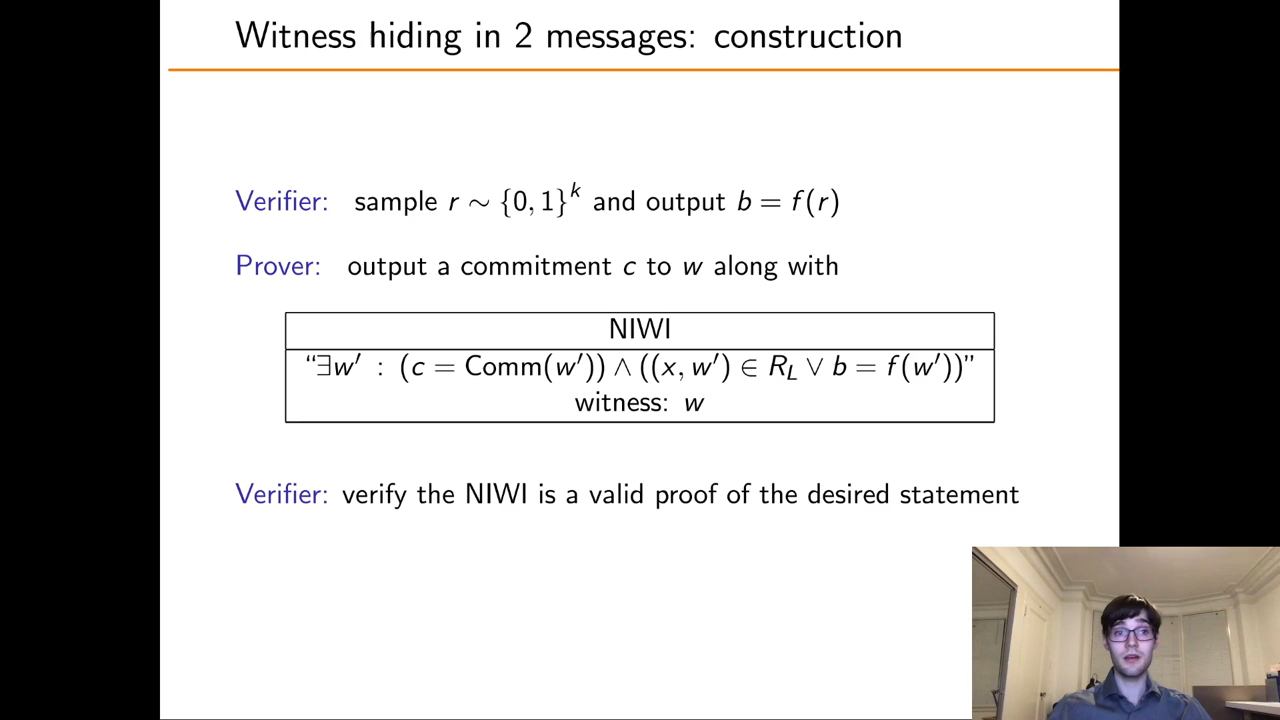 Witness hiding in 2 messages: construction
Verifier: sample r ∼ {0, 1}^k and output b = f(r)
Prover: output a commitment c to w along with
NIWI
“∃w′ : (c = Comm(w′)) ∧ ((x, w′) ∈ R_L ∨ b = f(w′))”
witness: w
Verifier: verify the NIWI is a valid proof of the desired statement